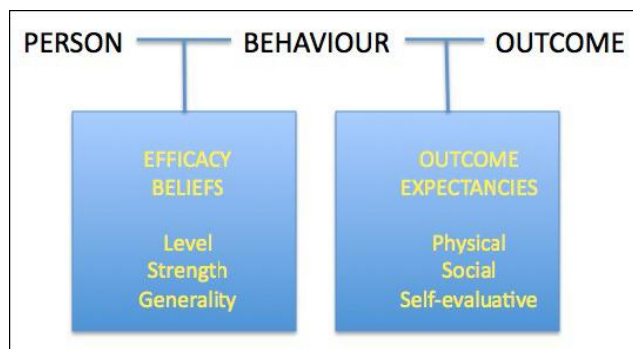 PERSON BEHAVIOUR OUTCOME
EFFICACY
BELIEFS
Level
Strength
Generality
OUTCOME
EXPECTANCIES
Physical
Social
Self-evaluative